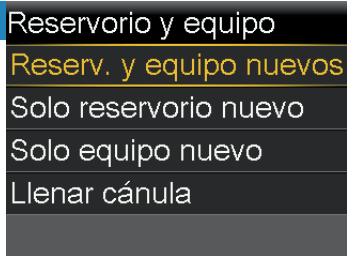 Reservorio y equipo
Reserv. y equipo nuevos
Solo reservorio nuevo
Solo equipo nuevo
Llenar cánula